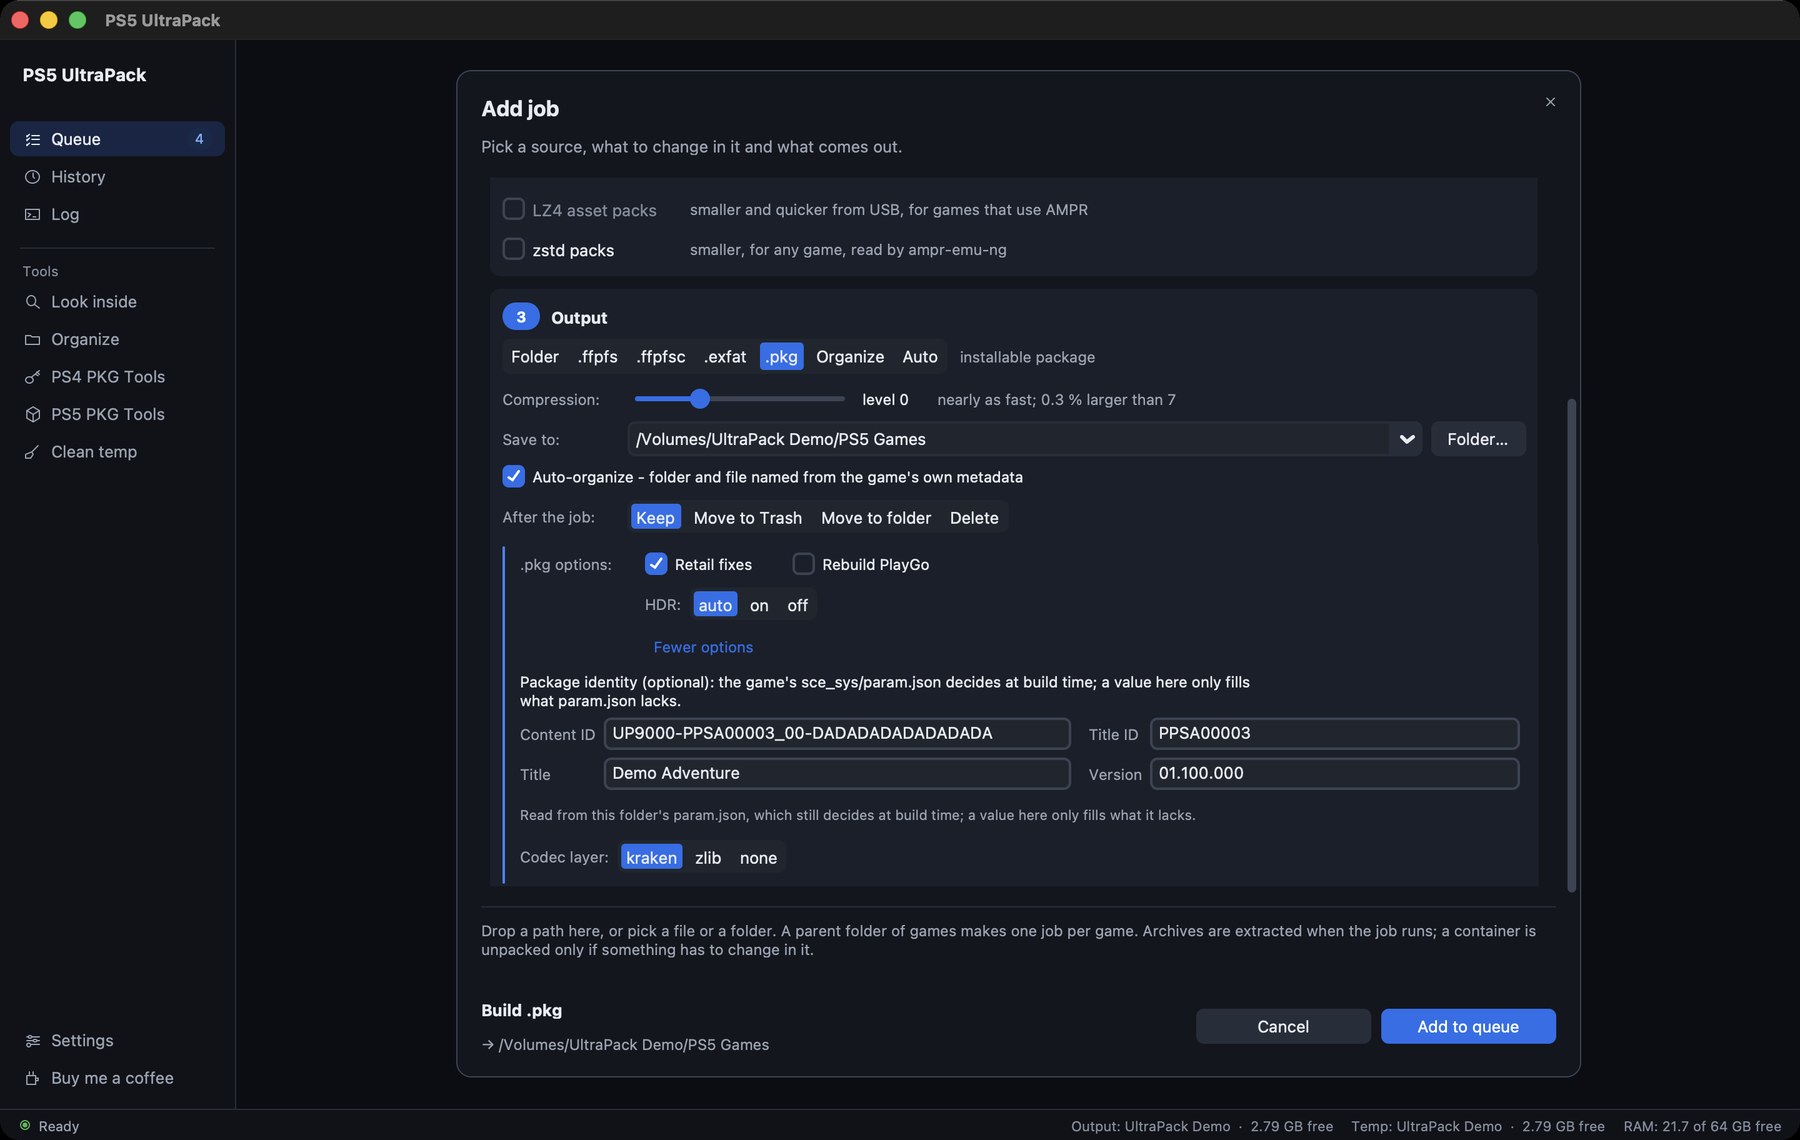 PS5 UltraPack
PS5 UltraPack
Queue 4
History
Log
Tools
Look inside
Organize
PS4 PKG Tools
PS5 PKG Tools
Clean temp
Settings
Buy me a coffee
Add job
Pick a source, what to change in it and what comes out.
LZ4 asset packs smaller and quicker from USB, for games that use AMPR
zstd packs smaller, for any game, read by ampr-emu-ng
3 Output
Folder .ffpfs .ffpfsc .exfat .pkg Organize Auto installable package
Compression: level 0 nearly as fast; 0.3 % larger than 7
Save to: /Volumes/UltraPack Demo/PS5 Games Folder...
Auto-organize - folder and file named from the game's own metadata
After the job: Keep Move to Trash Move to folder Delete
.pkg options: Retail fixes Rebuild PlayGo
HDR: auto on off
Fewer options
Package identity (optional): the game's sce_sys/param.json decides at build time; a value here only fills
what param.json lacks.
Content ID UP9000-PPSA00003_00-DADADADADADADADA Title ID PPSA00003
Title Demo Adventure Version 01.100.000
Read from this folder's param.json, which still decides at build time; a value here only fills what it lacks.
Codec layer: kraken zlib none
Drop a path here, or pick a file or a folder. A parent folder of games makes one job per game. Archives are extracted when the job runs; a container is
unpacked only if something has to change in it.
Build .pkg
→ /Volumes/UltraPack Demo/PS5 Games
Cancel Add to queue
Ready Output: UltraPack Demo · 2.79 GB free Temp: UltraPack Demo · 2.79 GB free RAM: 21.7 of 64 GB free